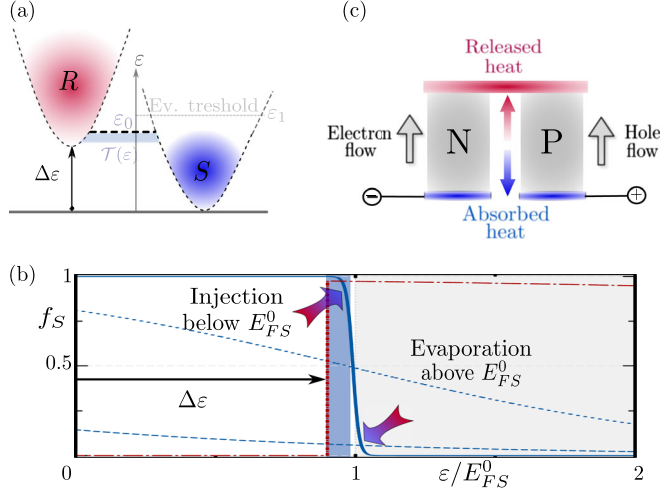 (a)
R
ε
Ev. treshold
ε₁
ε₀
𝒯(ε)
Δε
S
(c)
Released
heat
Electron
flow
N
P
Hole
flow
−
+
Absorbed
heat
(b)
1
f_S
0.5
Injection
below E⁰_FS
Evaporation
above E⁰_FS
Δε
0
1
ε/E⁰_FS
2